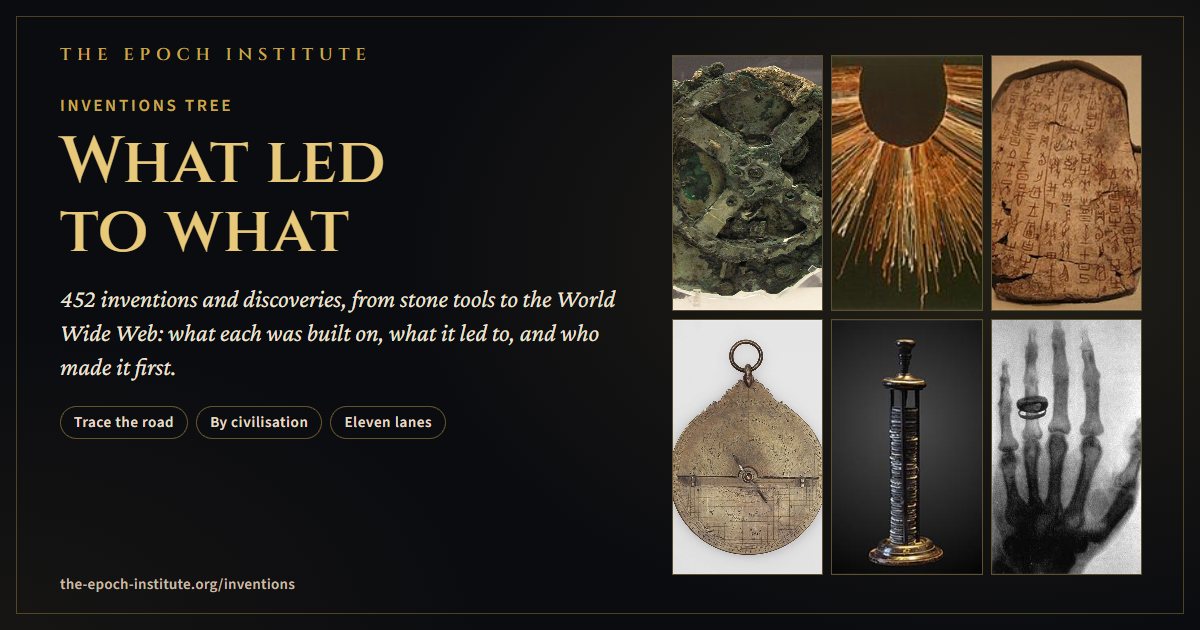 THE EPOCH INSTITUTE
INVENTIONS TREE
WHAT LED
TO WHAT
452 inventions and discoveries, from stone tools to the World
Wide Web: what each was built on, what it led to, and who
made it first.
Trace the road
By civilisation
Eleven lanes
the-epoch-institute.org/inventions